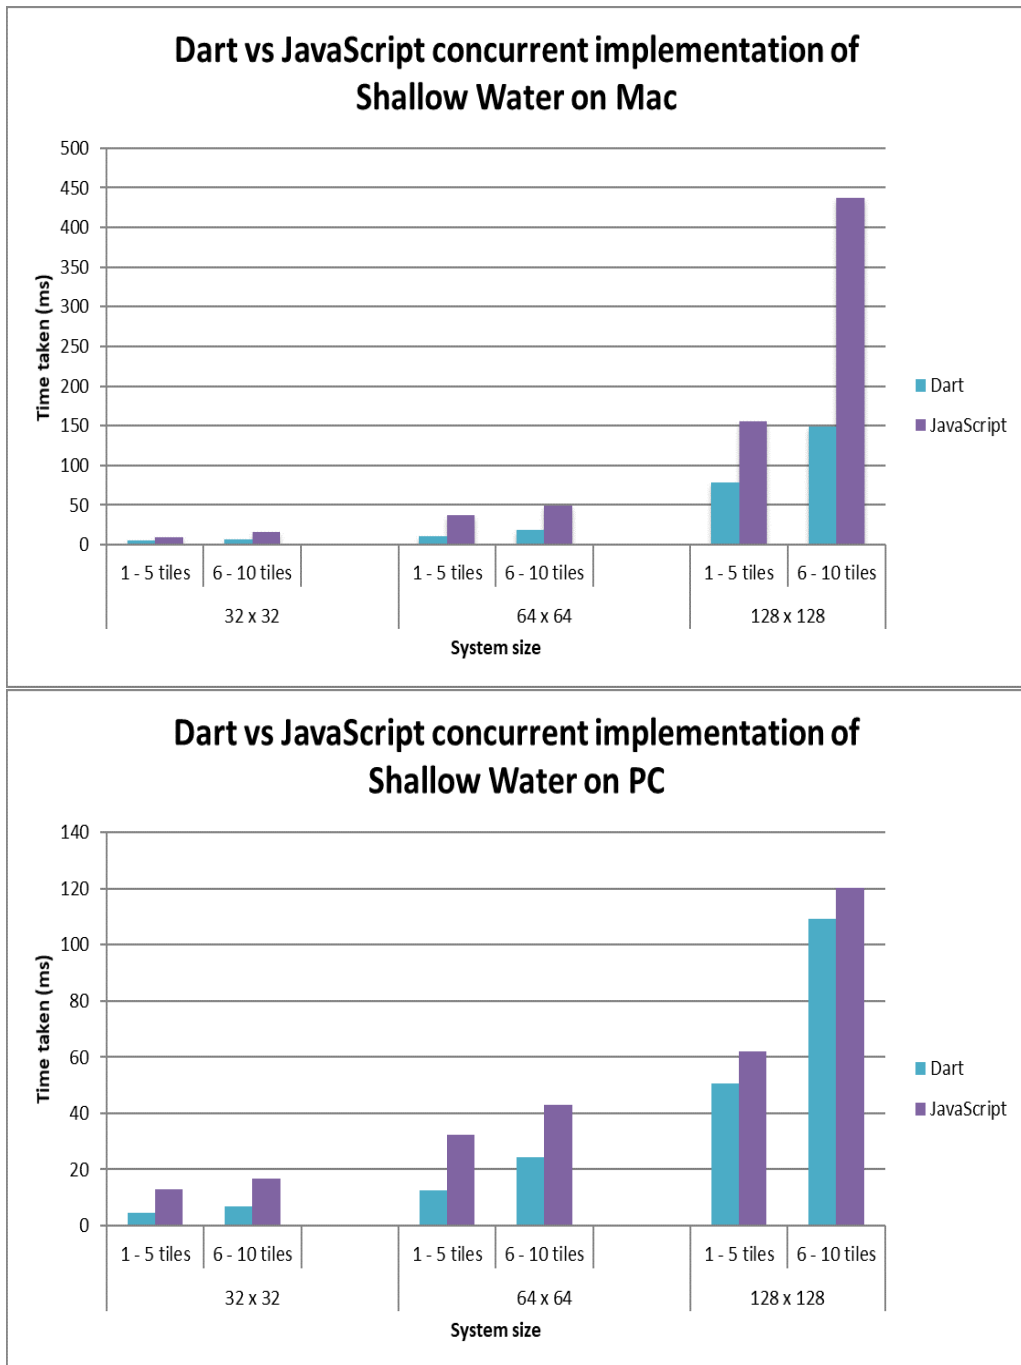 Dart vs JavaScript concurrent implementation of
Shallow Water on Mac
500
450
400
350
300
250
200
150
100
50
0
Time taken (ms)
Dart
JavaScript
1 - 5 tiles 6 - 10 tiles 1 - 5 tiles 6 - 10 tiles 1 - 5 tiles 6 - 10 tiles
32 x 32 64 x 64 128 x 128
System size
Dart vs JavaScript concurrent implementation of
Shallow Water on PC
140
120
100
80
60
40
20
0
Time taken (ms)
Dart
JavaScript
1 - 5 tiles 6 - 10 tiles 1 - 5 tiles 6 - 10 tiles 1 - 5 tiles 6 - 10 tiles
32 x 32 64 x 64 128 x 128
System size